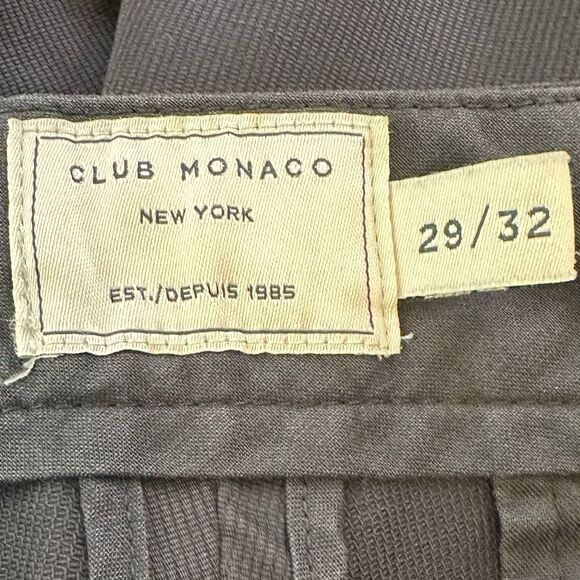 CLUB MONACO
NEW YORK
EST./DEPUIS 1985
29/32